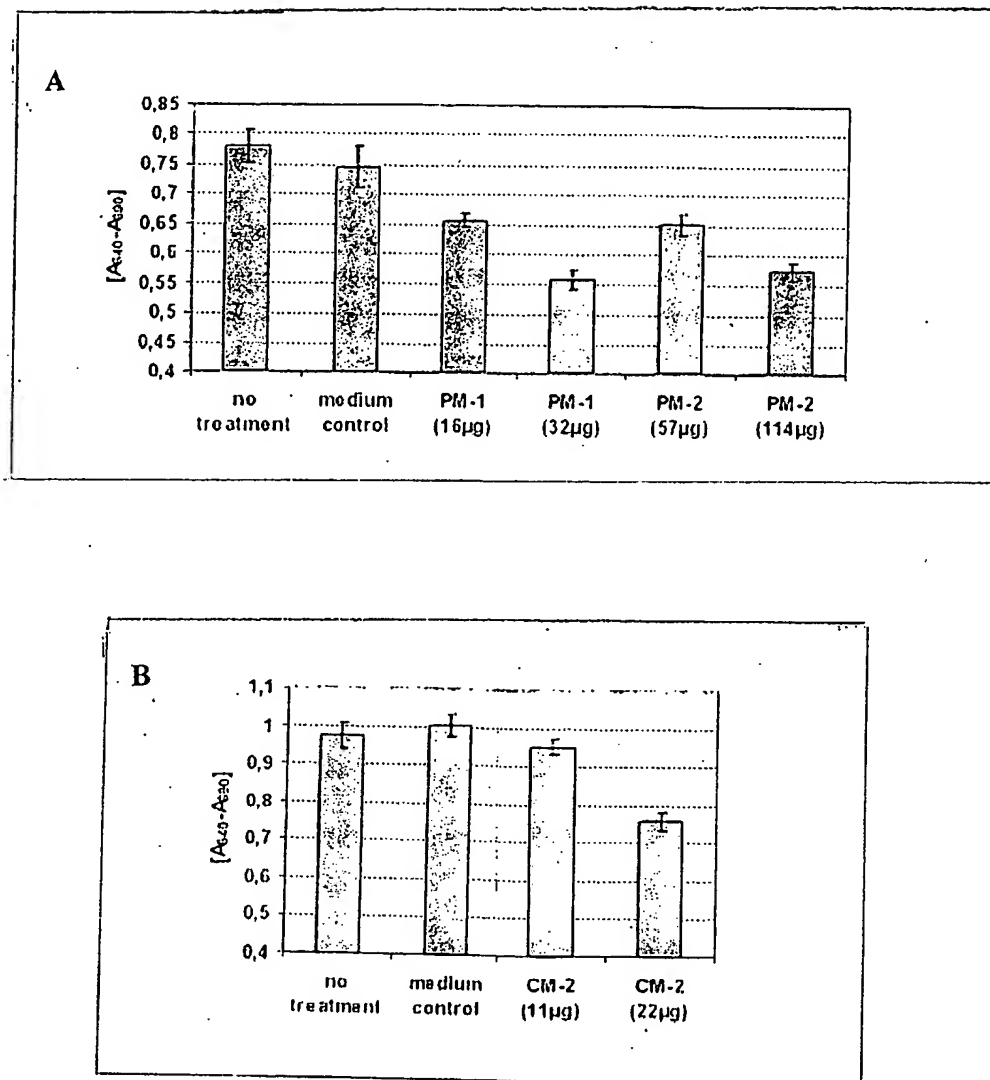 A
0,85
0,8
0,75
0,7
0,65
0,6
0,55
0,5
0,45
0,4
no treatment
medium control
PM-1 (16µg)
PM-1 (32µg)
PM-2 (57µg)
PM-2 (114µg)
B
1,1
1
0,9
0,8
0,7
0,6
0,5
0,4
no treatment
medium control
CM-2 (11µg)
CM-2 (22µg)